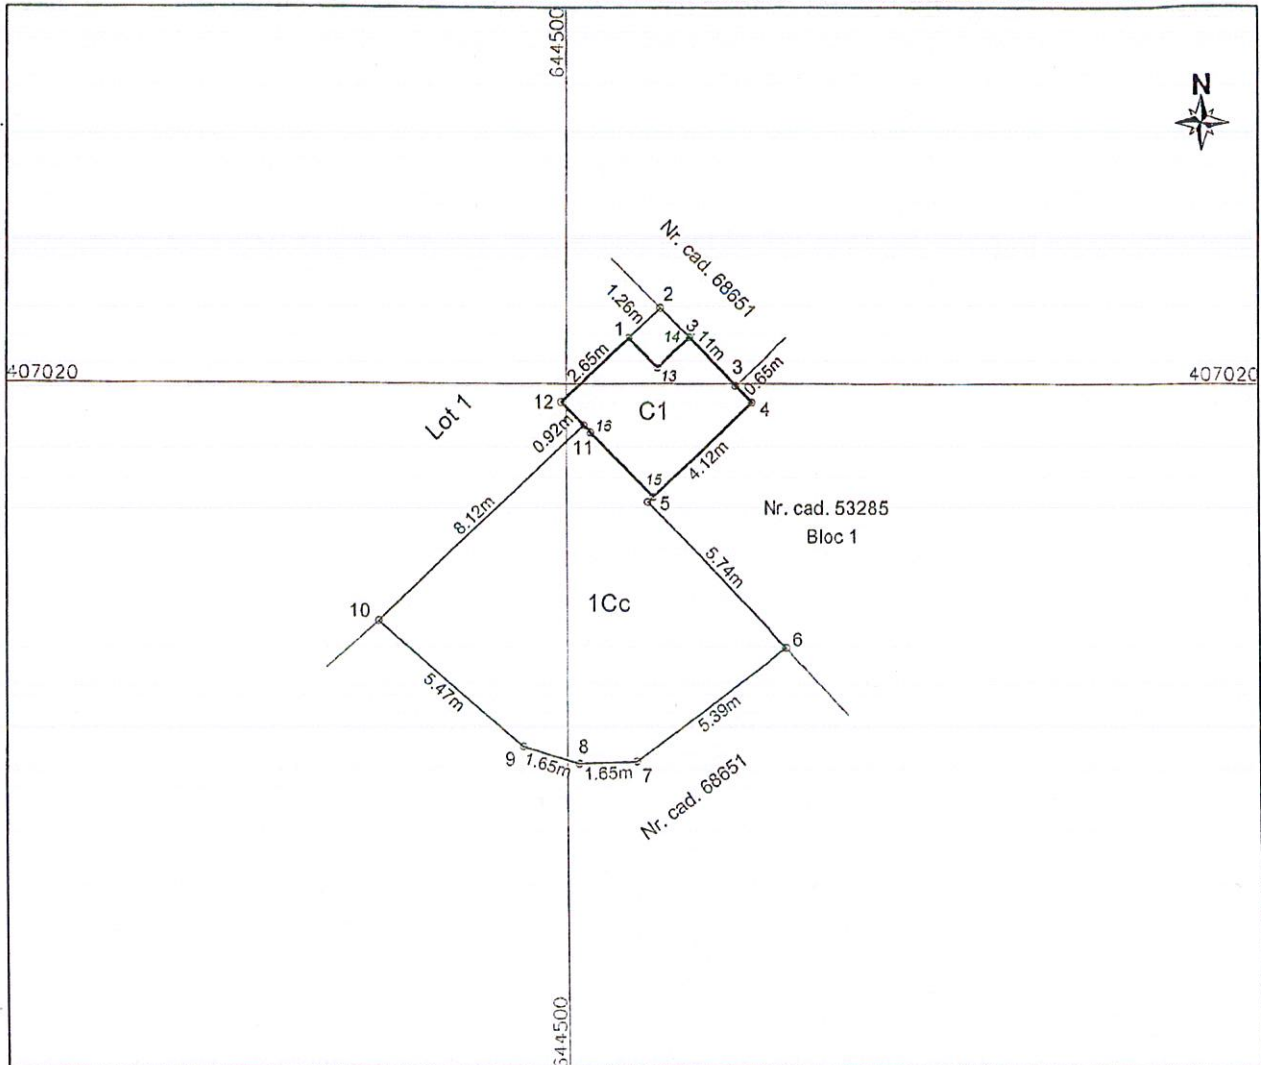 644500
N
Nr. cad. 68651
2
1.26m
1
14
3.11m
3
0.65m
13
2.65m
407020
407020
12
C1
4
Lot 1
0.92m
16
11
4.12m
15
5
8.12m
Nr. cad. 53285
Bloc 1
5.74m
10
1Cc
6
5.47m
5.39m
9
1.65m
8
1.65m
7
Nr. cad. 68651
644500